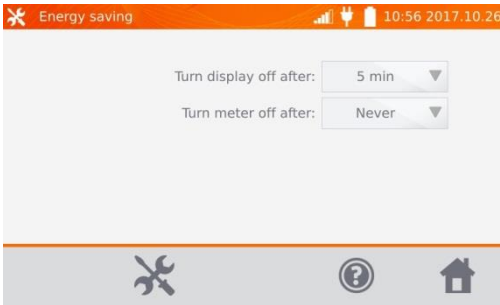 Energy saving 10:56 2017.10.26
Turn display off after: 5 min
Turn meter off after: Never
?